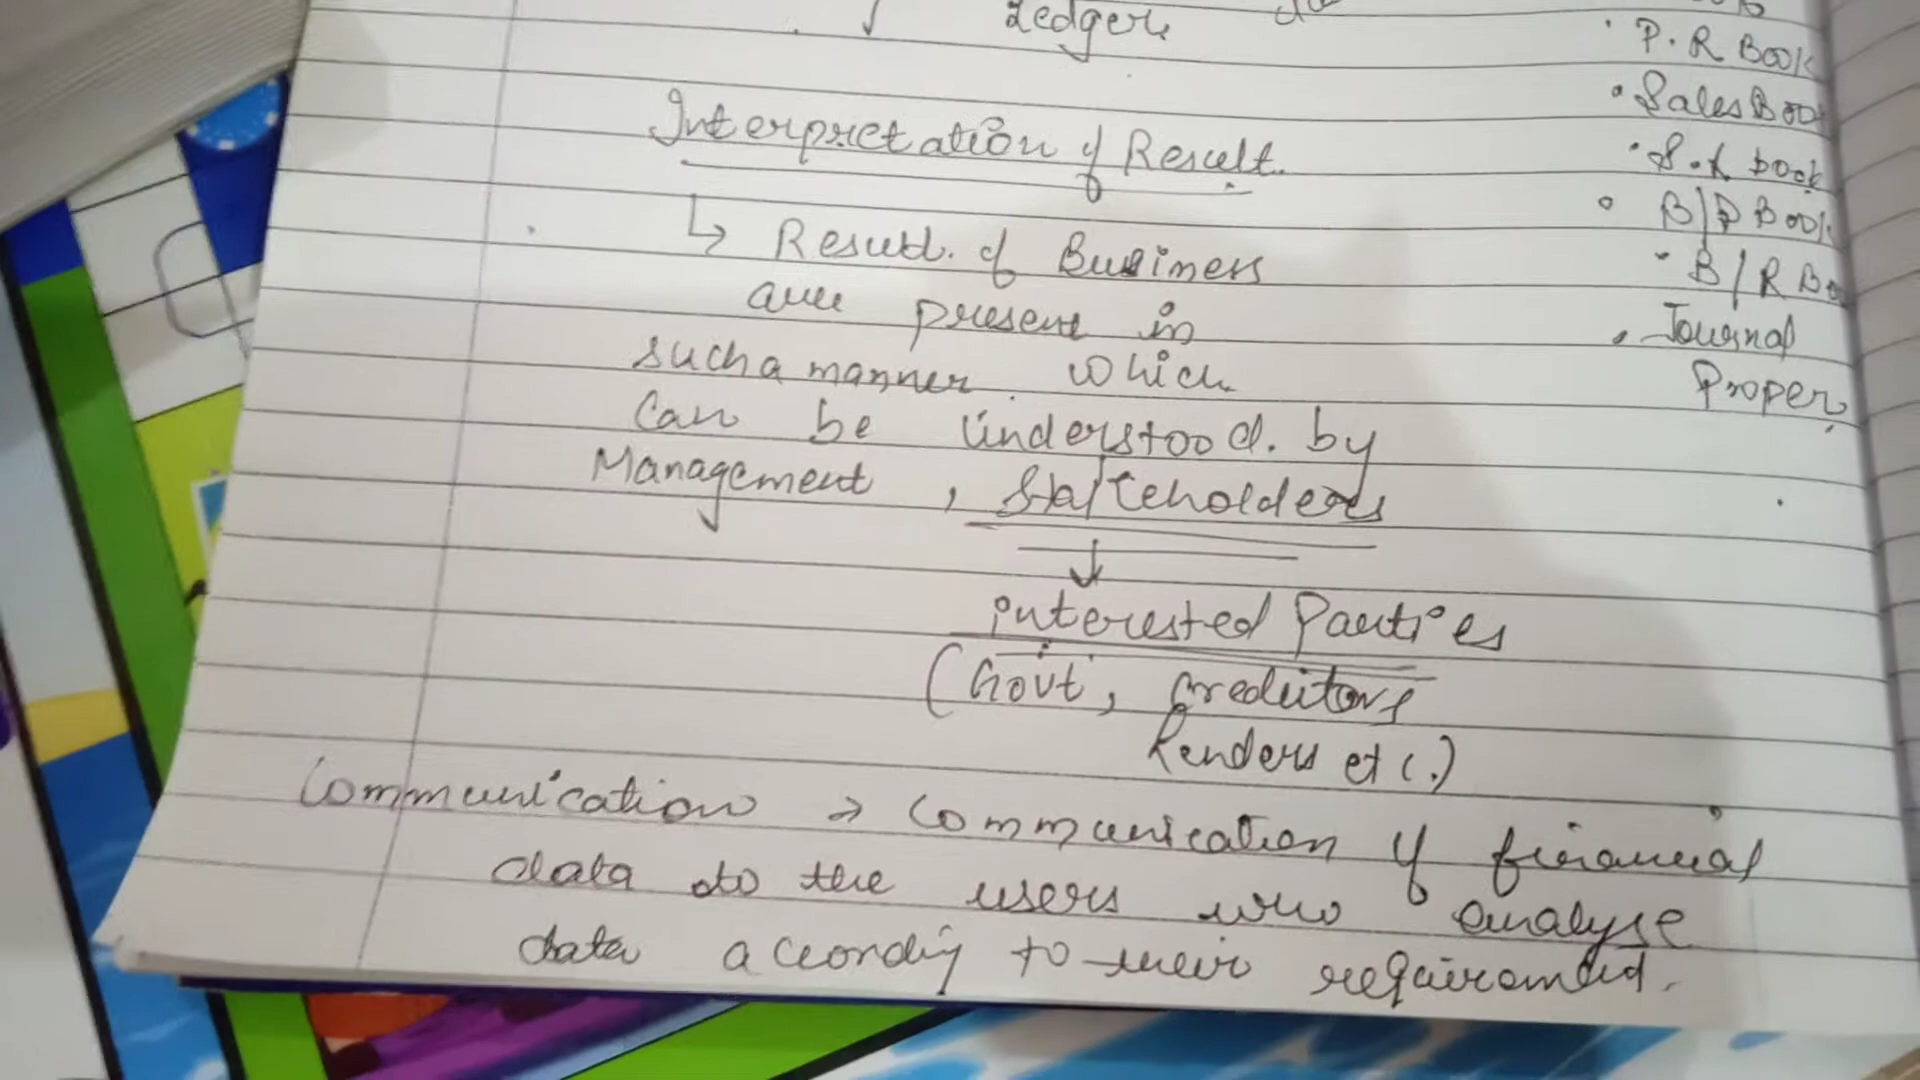 Ledger
P.R Book
Sales Book
S.R book
B/P Book
B/R Boo
Journal
Proper
Interpretation of Result.
↳ Result. of Business
are present in
such a manner which
can be understood. by
Management, Stakeholders
↓
interested Parties
(Govt, creditors
lenders etc.)
Communication → Communication of financial
data to the users who analyse
data according to their requirement.